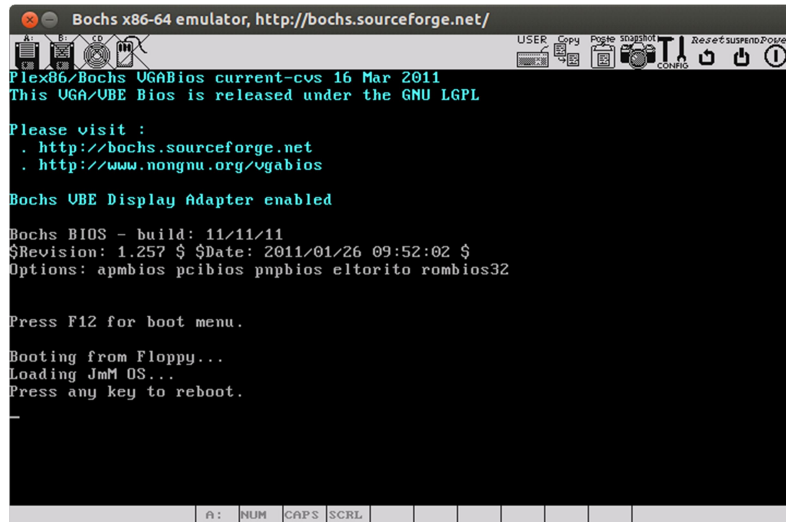 Bochs x86-64 emulator, http://bochs.sourceforge.net/
A: B: CD USER Copy Paste snapshot CONFIG Reset SUSPEND Power
Plex86/Bochs VGABios current-cvs 16 Mar 2011
This VGA/VBE Bios is released under the GNU LGPL
Please visit :
. http://bochs.sourceforge.net
. http://www.nongnu.org/vgabios
Bochs VBE Display Adapter enabled
Bochs BIOS - build: 11/11/11
$Revision: 1.257 $ $Date: 2011/01/26 09:52:02 $
Options: apmbios pcibios pnpbios eltorito rombios32
Press F12 for boot menu.
Booting from Floppy...
Loading JmM OS...
Press any key to reboot.
_
A: NUM CAPS SCRL